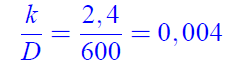 k/D = 2,4/600 = 0,004